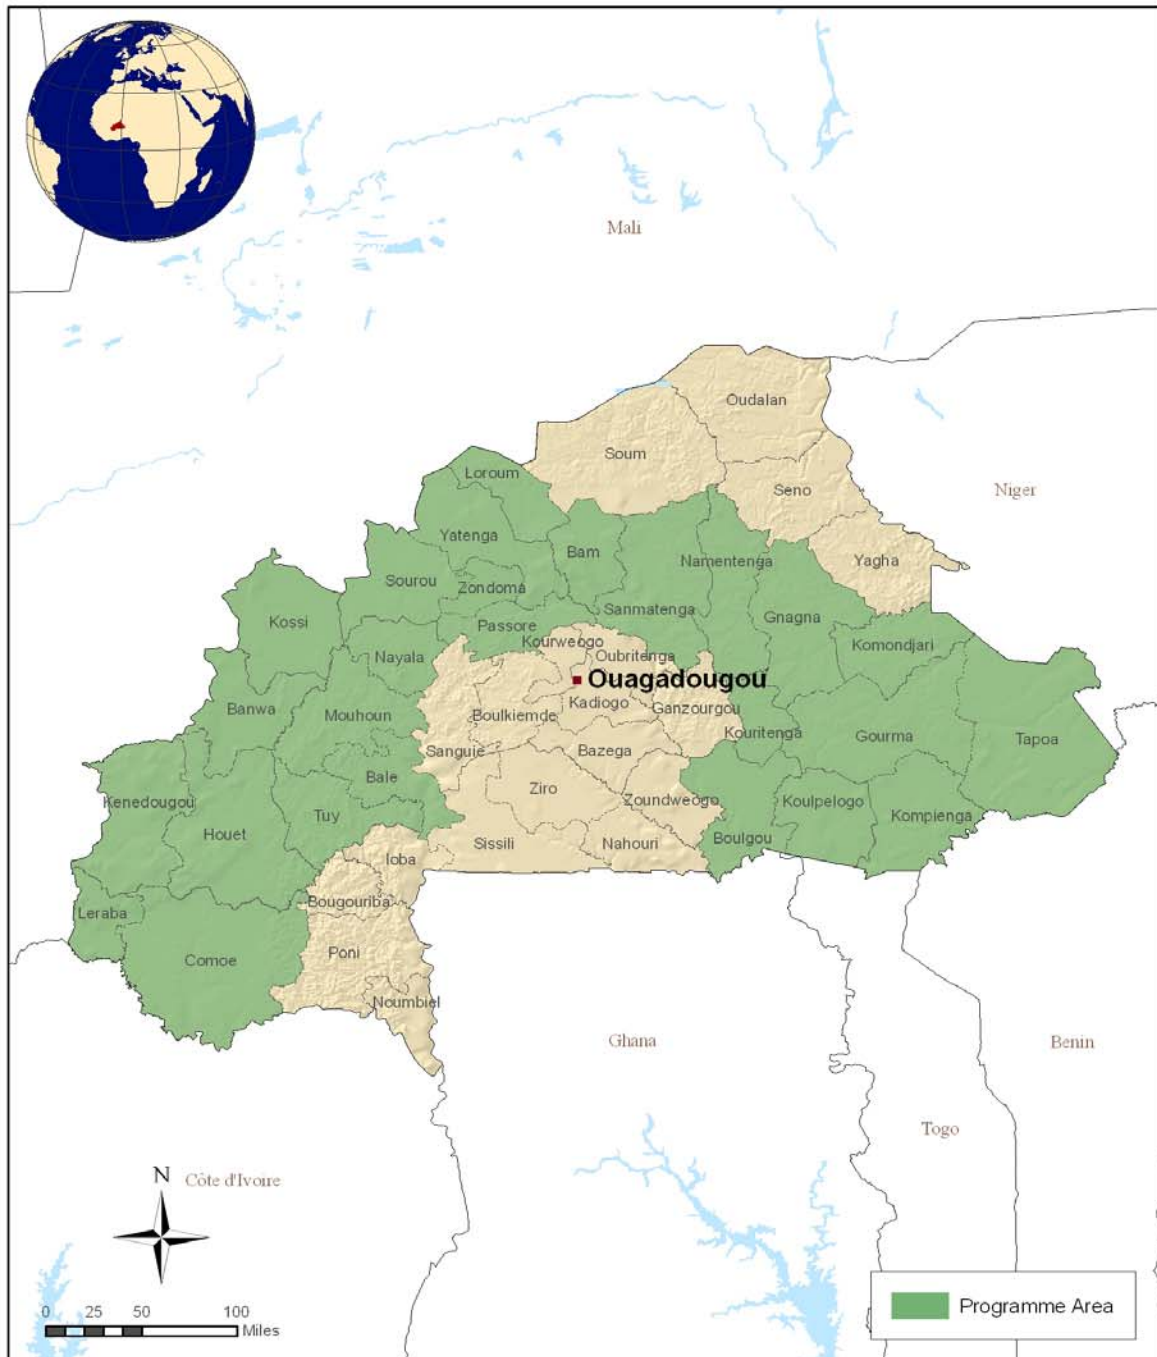 Mali
Oudalan
Soum
Loroum
Seno
Niger
Yatenga
Bam
Namentenga
Yagha
Sourou
Zondoma
Sanmatenga
Gnagna
Kossi
Passore
Kourweogo
Komondjari
Nayala
Oubritenga
Ouagadougou
Banwa
Mouhoun
Boulkiemde
Kadiogo
Ganzourgou
Kouritenga
Gourma
Tapoa
Sanguie
Bazega
Bale
Kenedougou
Ziro
Zoundweogo
Koulpelogo
Kompienga
Houet
Tuy
Sissili
Nahouri
Boulgou
Ioba
Leraba
Bougouriba
Comoe
Poni
Noumbiel
Ghana
Benin
Togo
N
Côte d'Ivoire
0 25 50 100
Miles
Programme Area